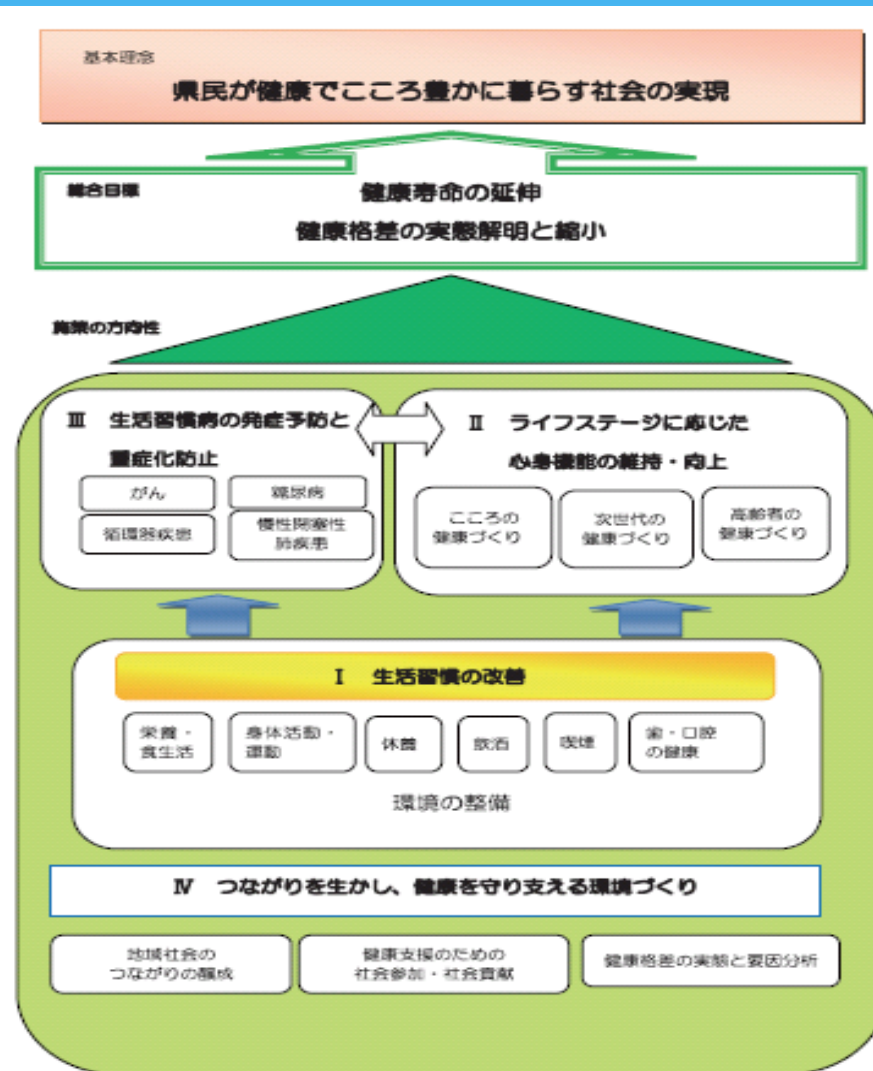 基本理念
県民が健康でこころ豊かに暮らす社会の実現
総合目標
健康寿命の延伸
健康格差の実態解明と縮小
施策の方向性
Ⅲ 生活習慣病の発症予防と
重症化防止
がん
糖尿病
循環器疾患
慢性閉塞性
肺疾患
Ⅱ ライフステージに応じた
心身機能の維持・向上
こころの
健康づくり
次世代の
健康づくり
高齢者の
健康づくり
Ⅰ 生活習慣の改善
栄養・
食生活
身体活動・
運動
休養
飲酒
喫煙
歯・口腔
の健康
環境の整備
Ⅳ つながりを生かし、健康を守り支える環境づくり
地域社会の
つながりの醸成
健康支援のための
社会参加・社会貢献
健康格差の実態と要因分析